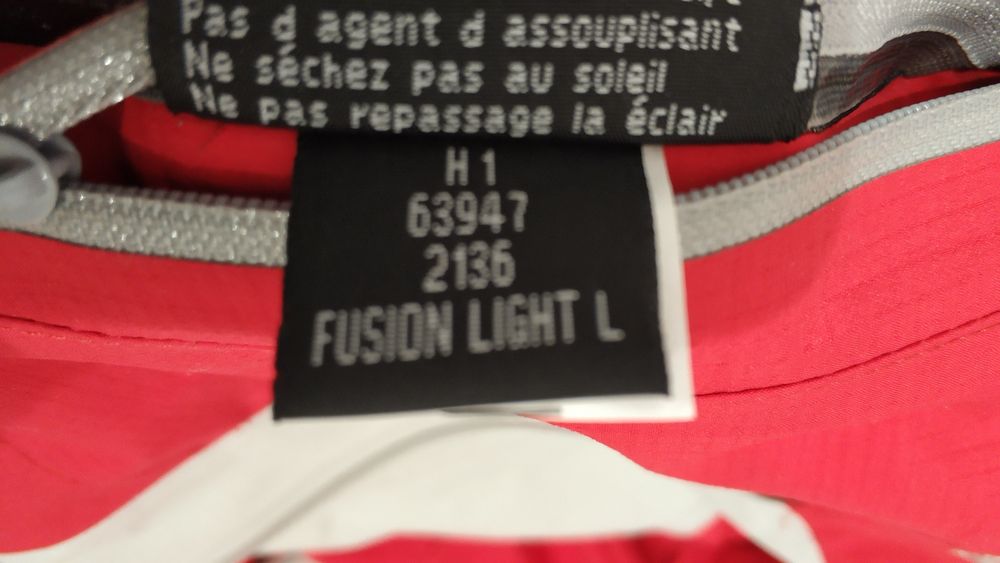 Pas d agent d assouplisant
Ne séchez pas au soleil
Ne pas repassage la éclair
H 1
63947
2136
FUSION LIGHT L